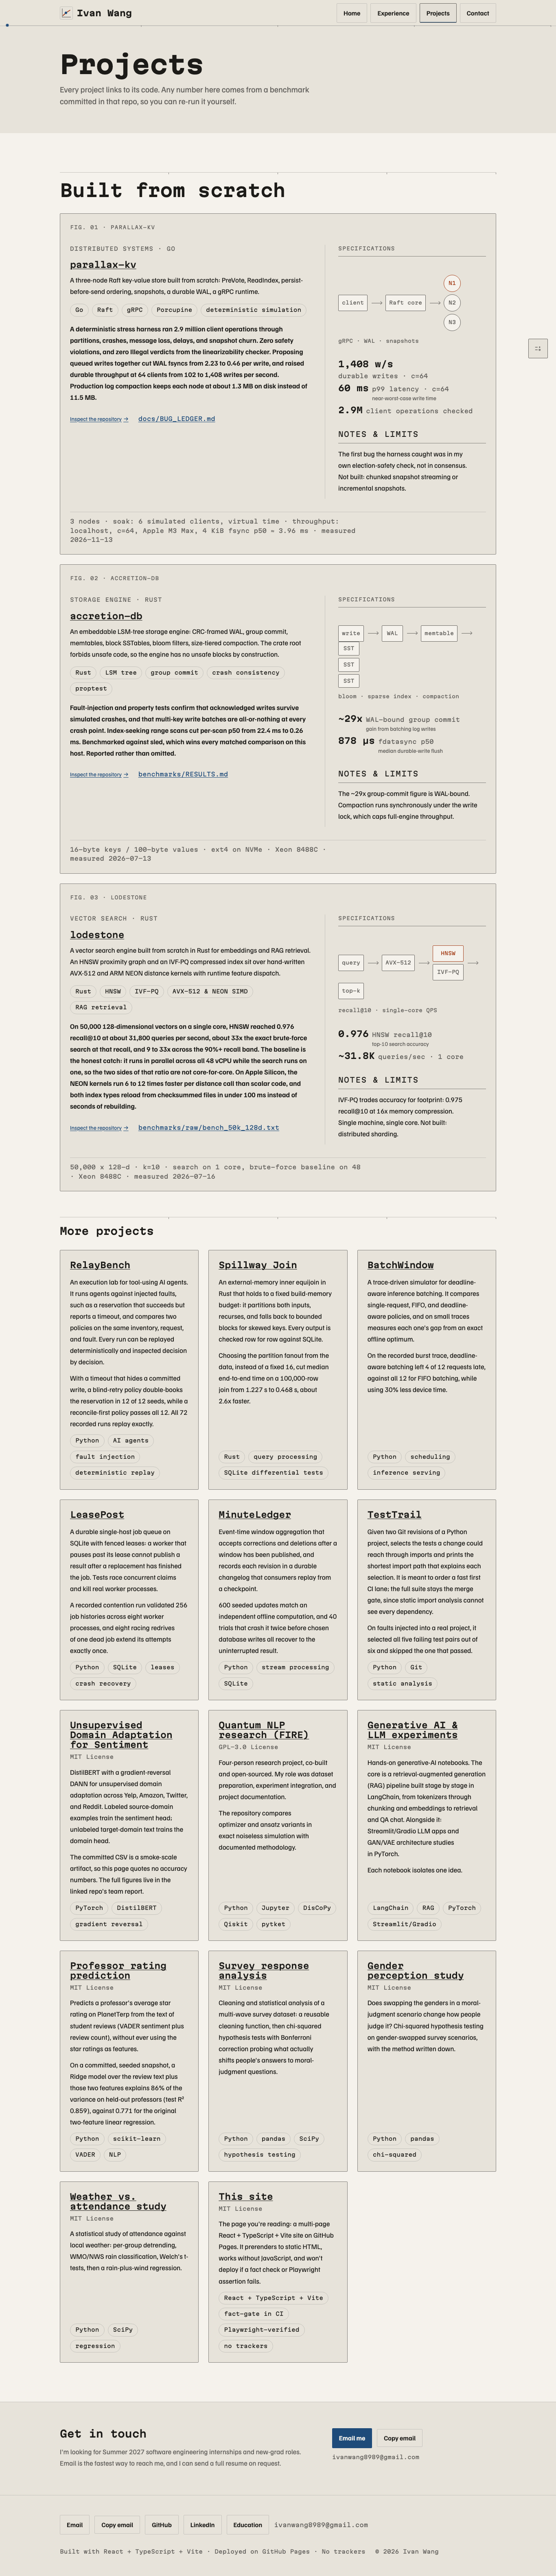 Ivan Wang
Home Experience Projects Contact
Projects
Every project links to its code. Any number here comes from a benchmark
committed in that repo, so you can re-run it yourself.
Built from scratch
FIG. 01 · PARALLAX-KV
DISTRIBUTED SYSTEMS · GO
parallax-kv
A three-node Raft key-value store built from scratch: PreVote, ReadIndex, persist-
before-send ordering, snapshots, a durable WAL, a gRPC runtime.
Go Raft gRPC Porcupine deterministic simulation
A deterministic stress harness ran 2.9 million client operations through
partitions, crashes, message loss, delays, and snapshot churn. Zero safety
violations, and zero illegal verdicts from the linearizability checker. Proposing
queued writes together cut WAL fsyncs from 2.23 to 0.46 per write, and raised
durable throughput at 64 clients from 102 to 1,408 writes per second.
Production log compaction keeps each node at about 1.3 MB on disk instead of
11.5 MB.
Inspect the repository → docs/BUG_LEDGER.md
SPECIFICATIONS
client → Raft core → N1
N2
N3
gRPC · WAL · snapshots
1,408 w/s
durable writes · c=64
60 ms p99 latency · c=64
near-worst-case write time
2.9M client operations checked
NOTES & LIMITS
The first bug the harness caught was in my
own election-safety check, not in consensus.
Not built: chunked snapshot streaming or
incremental snapshots.
3 nodes · soak: 6 simulated clients, virtual time · throughput:
localhost, c=64, Apple M3 Max, 4 KiB fsync p50 = 3.96 ms · measured
2026-11-13
FIG. 02 · ACCRETION-DB
STORAGE ENGINE · RUST
accretion-db
An embeddable LSM-tree storage engine: CRC-framed WAL, group commit,
memtables, block SSTables, bloom filters, size-tiered compaction. The crate root
forbids unsafe code, so the engine has no unsafe blocks by construction.
Rust LSM tree group commit crash consistency
proptest
Fault-injection and property tests confirm that acknowledged writes survive
simulated crashes, and that multi-key write batches are all-or-nothing at every
crash point. Index-seeking range scans cut per-scan p50 from 22.4 ms to 0.26
ms. Benchmarked against sled, which wins every matched comparison on this
host. Reported rather than omitted.
Inspect the repository → benchmarks/RESULTS.md
SPECIFICATIONS
write → WAL → memtable →
SST
SST
SST
bloom · sparse index · compaction
~29x WAL-bound group commit
gain from batching log writes
878 µs fdatasync p50
median durable-write flush
NOTES & LIMITS
The ~29x group-commit figure is WAL-bound.
Compaction runs synchronously under the write
lock, which caps full-engine throughput.
16-byte keys / 100-byte values · ext4 on NVMe · Xeon 8488C ·
measured 2026-07-13
FIG. 03 · LODESTONE
VECTOR SEARCH · RUST
lodestone
A vector search engine built from scratch in Rust for embeddings and RAG retrieval.
An HNSW proximity graph and an IVF-PQ compressed index sit over hand-written
AVX-512 and ARM NEON distance kernels with runtime feature dispatch.
Rust HNSW IVF-PQ AVX-512 & NEON SIMD
RAG retrieval
On 50,000 128-dimensional vectors on a single core, HNSW reached 0.976
recall@10 at about 31,800 queries per second, about 33x the exact brute-force
search at that recall, and 9 to 33x across the 90%+ recall band. The baseline is
the honest catch: it runs in parallel across all 48 vCPU while the search runs on
one, so the two sides of that ratio are not core-for-core. On Apple Silicon, the
NEON kernels run 6 to 12 times faster per distance call than scalar code, and
both index types reload from checksummed files in under 100 ms instead of
seconds of rebuilding.
Inspect the repository → benchmarks/raw/bench_50k_128d.txt
SPECIFICATIONS
query → AVX-512 → HNSW
IVF-PQ →
top-k
recall@10 · single-core QPS
0.976 HNSW recall@10
top-10 search accuracy
~31.8K queries/sec · 1 core
NOTES & LIMITS
IVF-PQ trades accuracy for footprint: 0.975
recall@10 at 16x memory compression.
Single machine, single core. Not built:
distributed sharding.
50,000 x 128-d · k=10 · search on 1 core, brute-force baseline on 48
· Xeon 8488C · measured 2026-07-16
More projects
RelayBench
An execution lab for tool-using AI agents.
It runs agents against injected faults,
such as a reservation that succeeds but
reports a timeout, and compares two
policies on the same inventory, request,
and fault. Every run can be replayed
deterministically and inspected decision
by decision.
With a timeout that hides a committed
write, a blind-retry policy double-books
the reservation in 12 of 12 seeds, while a
reconcile-first policy passes all 12. All 72
recorded runs replay exactly.
Python AI agents
fault injection
deterministic replay
Spillway Join
An external-memory inner equijoin in
Rust that holds to a fixed build-memory
budget: it partitions both inputs,
recurses, and falls back to bounded
blocks for skewed keys. Every output is
checked row for row against SQLite.
Choosing the partition fanout from the
data, instead of a fixed 16, cut median
end-to-end time on a 100,000-row
join from 1.227 s to 0.468 s, about
2.6x faster.
Rust query processing
SQLite differential tests
BatchWindow
A trace-driven simulator for deadline-
aware inference batching. It compares
single-request, FIFO, and deadline-
aware policies, and on small traces
measures each one's gap from an exact
offline optimum.
On the recorded burst trace, deadline-
aware batching left 4 of 12 requests late,
against all 12 for FIFO batching, while
using 30% less device time.
Python scheduling
inference serving
LeasePost
A durable single-host job queue on
SQLite with fenced leases: a worker that
pauses past its lease cannot publish a
result after a replacement has finished
the job. Tests race concurrent claims
and kill real worker processes.
A recorded contention run validated 256
job histories across eight worker
processes, and eight racing redrives
of one dead job extend its attempts
exactly once.
Python SQLite leases
crash recovery
MinuteLedger
Event-time window aggregation that
accepts corrections and deletions after a
window has been published, and
records each revision in a durable
changelog that consumers replay from
a checkpoint.
600 seeded updates match an
independent offline computation, and 40
trials that crash it twice before chosen
database writes all recover to the
uninterrupted result.
Python stream processing
SQLite
TestTrail
Given two Git revisions of a Python
project, selects the tests a change could
reach through imports and prints the
shortest import path that explains each
selection. It is meant to order a fast first
CI lane; the full suite stays the merge
gate, since static import analysis cannot
see every dependency.
On faults injected into a real project, it
selected all five failing test pairs out of
six and skipped the one that passed.
Python Git
static analysis
Unsupervised
Domain Adaptation
for Sentiment
MIT License
DistilBERT with a gradient-reversal
DANN for unsupervised domain
adaptation across Yelp, Amazon, Twitter,
and Reddit. Labeled source-domain
examples train the sentiment head;
unlabeled target-domain text trains the
domain head.
The committed CSV is a smoke-scale
artifact, so this page quotes no accuracy
numbers. The full figures live in the
linked repo's team report.
PyTorch DistilBERT
gradient reversal
Quantum NLP
research (FIRE)
GPL-3.0 License
Four-person research project, co-built
and open-sourced. My role was dataset
preparation, experiment integration, and
project documentation.
The repository compares
optimizer and ansatz variants in
exact noiseless simulation with
documented methodology.
Python Jupyter DisCoPy
Qiskit pytket
Generative AI &
LLM experiments
MIT License
Hands-on generative-AI notebooks. The
core is a retrieval-augmented generation
(RAG) pipeline built stage by stage in
LangChain, from tokenizers through
chunking and embeddings to retrieval
and QA chat. Alongside it:
Streamlit/Gradio LLM apps and
GAN/VAE architecture studies
in PyTorch.
Each notebook isolates one idea.
LangChain RAG PyTorch
Streamlit/Gradio
Professor rating
prediction
MIT License
Predicts a professor's average star
rating on PlanetTerp from the text of
student reviews (VADER sentiment plus
review count), without ever using the
star ratings as features.
On a committed, seeded snapshot, a
Ridge model over the review text plus
those two features explains 86% of the
variance on held-out professors (test R²
0.859), against 0.771 for the original
two-feature linear regression.
Python scikit-learn
VADER NLP
Survey response
analysis
MIT License
Cleaning and statistical analysis of a
multi-wave survey dataset: a reusable
cleaning function, then chi-squared
hypothesis tests with Bonferroni
correction probing what actually
shifts people's answers to moral-
judgment questions.
Python pandas SciPy
hypothesis testing
Gender
perception study
MIT License
Does swapping the genders in a moral-
judgment scenario change how people
judge it? Chi-squared hypothesis testing
on gender-swapped survey scenarios,
with the method written down.
Python pandas
chi-squared
Weather vs.
attendance study
MIT License
A statistical study of attendance against
local weather: per-group detrending,
WMO/NWS rain classification, Welch's t-
tests, then a rain-plus-wind regression.
Python SciPy
regression
This site
MIT License
The page you're reading: a multi-page
React + TypeScript + Vite site on GitHub
Pages. It prerenders to static HTML,
works without JavaScript, and won't
deploy if a fact check or Playwright
assertion fails.
React + TypeScript + Vite
fact-gate in CI
Playwright-verified
no trackers
Get in touch
I'm looking for Summer 2027 software engineering internships and new-grad roles.
Email is the fastest way to reach me, and I can send a full resume on request.
Email me Copy email
ivanwang8989@gmail.com
Email Copy email GitHub LinkedIn Education ivanwang8989@gmail.com
Built with React + TypeScript + Vite · Deployed on GitHub Pages · No trackers © 2026 Ivan Wang